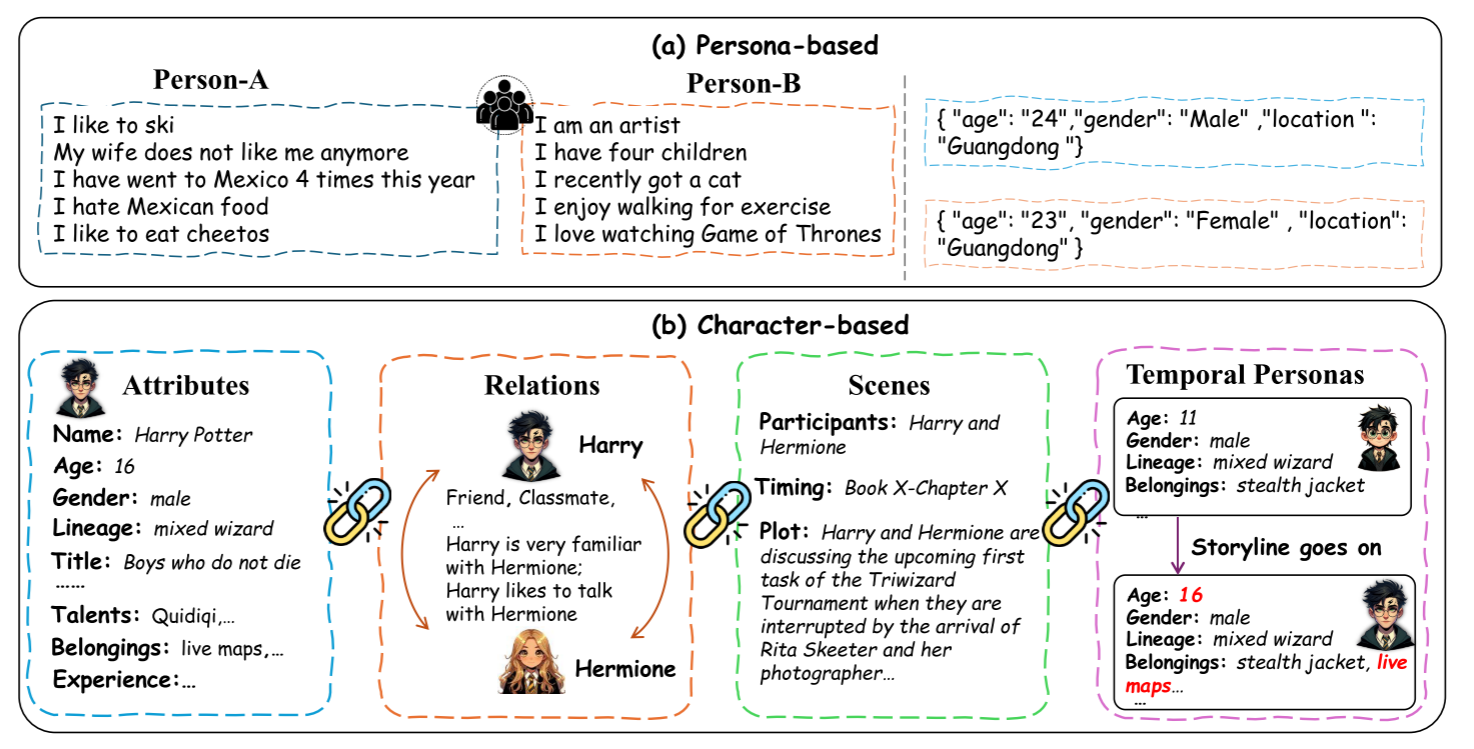 (a) Persona-based
Person-A
I like to ski
My wife does not like me anymore
I have went to Mexico 4 times this year
I hate Mexican food
I like to eat cheetos
Person-B
I am an artist
I have four children
I recently got a cat
I enjoy walking for exercise
I love watching Game of Thrones
{ "age": "24","gender": "Male" ,"location ":
"Guangdong "}
{ "age": "23", "gender": "Female" , "location":
"Guangdong" }
(b) Character-based
Attributes
Name: Harry Potter
Age: 16
Gender: male
Lineage: mixed wizard
Title: Boys who do not die
……
Talents: Quidiqi,…
Belongings: live maps,…
Experience:…
Relations
Harry
Friend, Classmate,
…
Harry is very familiar
with Hermione;
Harry likes to talk
with Hermione
Hermione
Scenes
Participants: Harry and
Hermione
Timing: Book X-Chapter X
Plot: Harry and Hermione are
discussing the upcoming first
task of the Triwizard
Tournament when they are
interrupted by the arrival of
Rita Skeeter and her
photographer…
Temporal Personas
Age: 11
Gender: male
Lineage: mixed wizard
Belongings: stealth jacket
…
Storyline goes on
Age: 16
Gender: male
Lineage: mixed wizard
Belongings: stealth jacket, live
maps…
…